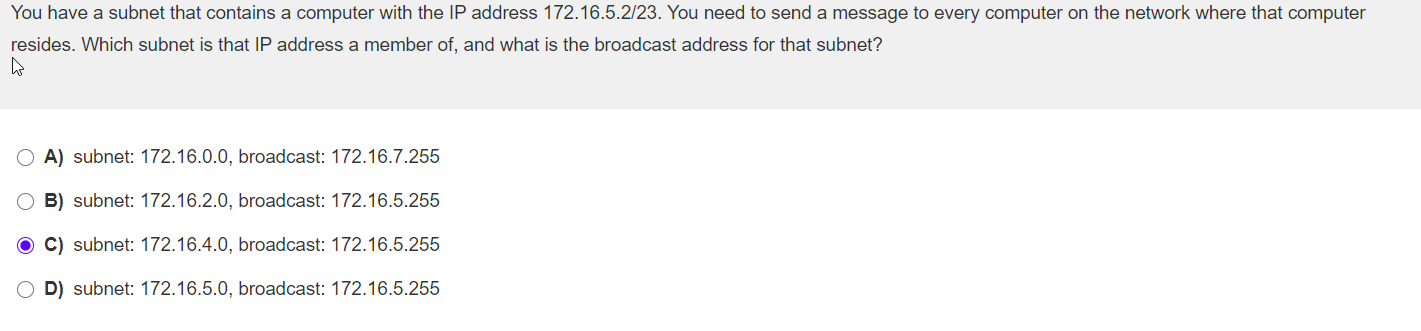 You have a subnet that contains a computer with the IP address 172.16.5.2/23. You need to send a message to every computer on the network where that computer
resides. Which subnet is that IP address a member of, and what is the broadcast address for that subnet?
A) subnet: 172.16.0.0, broadcast: 172.16.7.255
B) subnet: 172.16.2.0, broadcast: 172.16.5.255
C) subnet: 172.16.4.0, broadcast: 172.16.5.255
D) subnet: 172.16.5.0, broadcast: 172.16.5.255